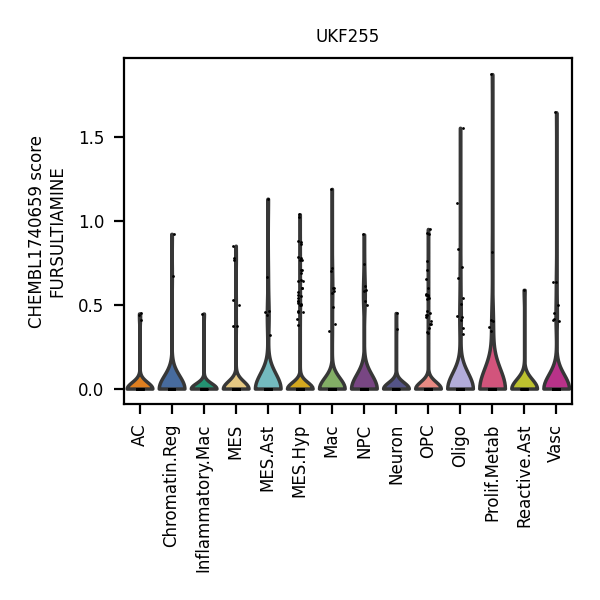 UKF255
CHEMBL1740659 score
FURSULTIAMINE
1.5
1.0
0.5
0.0
AC
Chromatin.Reg
Inflammatory.Mac
MES
MES.Ast
MES.Hyp
Mac
NPC
Neuron
OPC
Oligo
Prolif.Metab
Reactive.Ast
Vasc